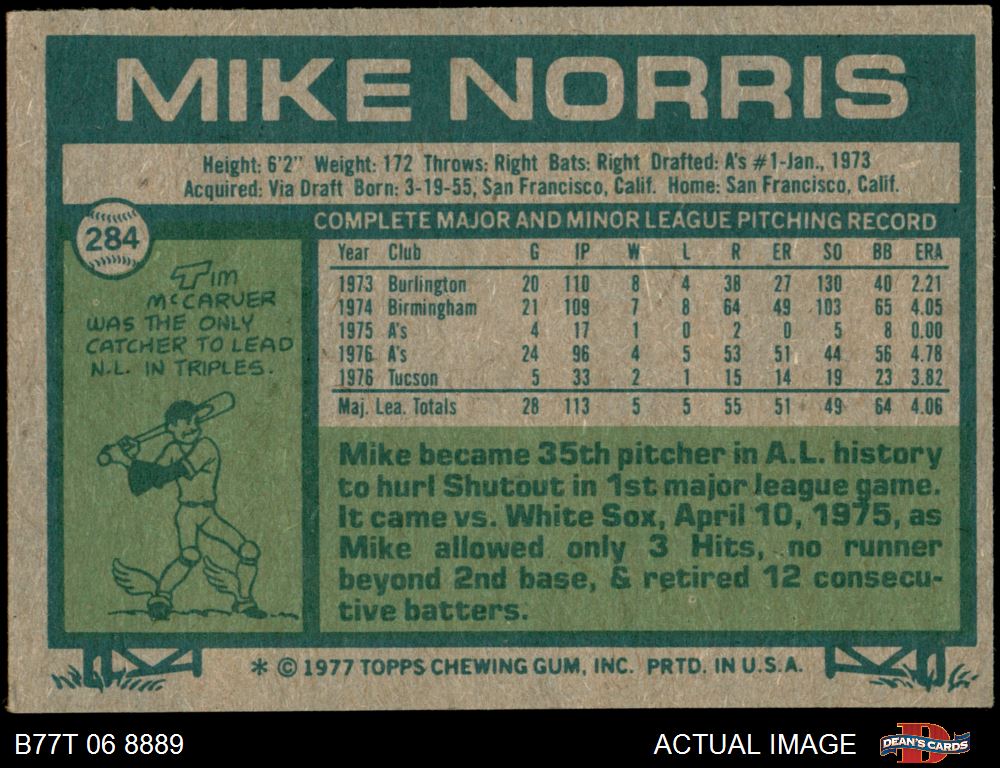 MIKE NORRIS
Height: 6'2" Weight: 172 Throws: Right Bats: Right Drafted: A's #1-Jan., 1973
Acquired: Via Draft Born: 3-19-55, San Francisco, Calif. Home: San Francisco, Calif.
284
COMPLETE MAJOR AND MINOR LEAGUE PITCHING RECORD
Year Club G IP W L R ER SO BB ERA
1973 Burlington 20 110 8 4 38 27 130 40 2.21
1974 Birmingham 21 109 7 8 64 49 103 65 4.05
1975 A's 4 17 1 0 2 0 5 8 0.00
1976 A's 24 96 4 5 53 51 44 56 4.78
1976 Tucson 5 33 2 1 15 14 19 23 3.82
Maj. Lea. Totals 28 113 5 5 55 51 49 64 4.06
TIM
McCARVER
WAS THE ONLY
CATCHER TO LEAD
N.L. IN TRIPLES.
Mike became 35th pitcher in A.L. history
to hurl Shutout in 1st major league game.
It came vs. White Sox, April 10, 1975, as
Mike allowed only 3 Hits, no runner
beyond 2nd base, & retired 12 consecu-
tive batters.
* © 1977 TOPPS CHEWING GUM, INC. PRTD. IN U.S.A.
B77T 06 8889
ACTUAL IMAGE
D
DEAN'S CARDS